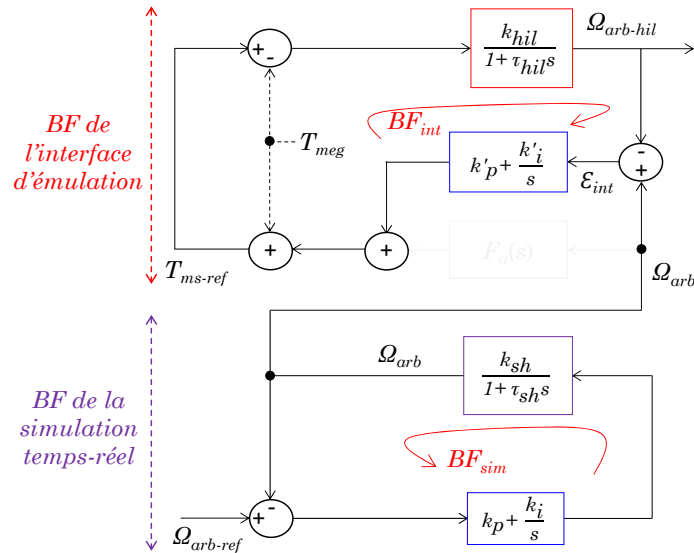 k_hil
1+ τ_hil s
Ω_arb-hil
+
-
BF de
l'interface
d'émulation
BF_int
T_meg
k'_p + k'_i
s
-
+
ε_int
+
+
F_a(s)
T_ms-ref
Ω_arb
Ω_arb
k_sh
1+ τ_sh s
BF de la
simulation
temps-réel
BF_sim
+
-
Ω_arb-ref
k_p + k_i
s